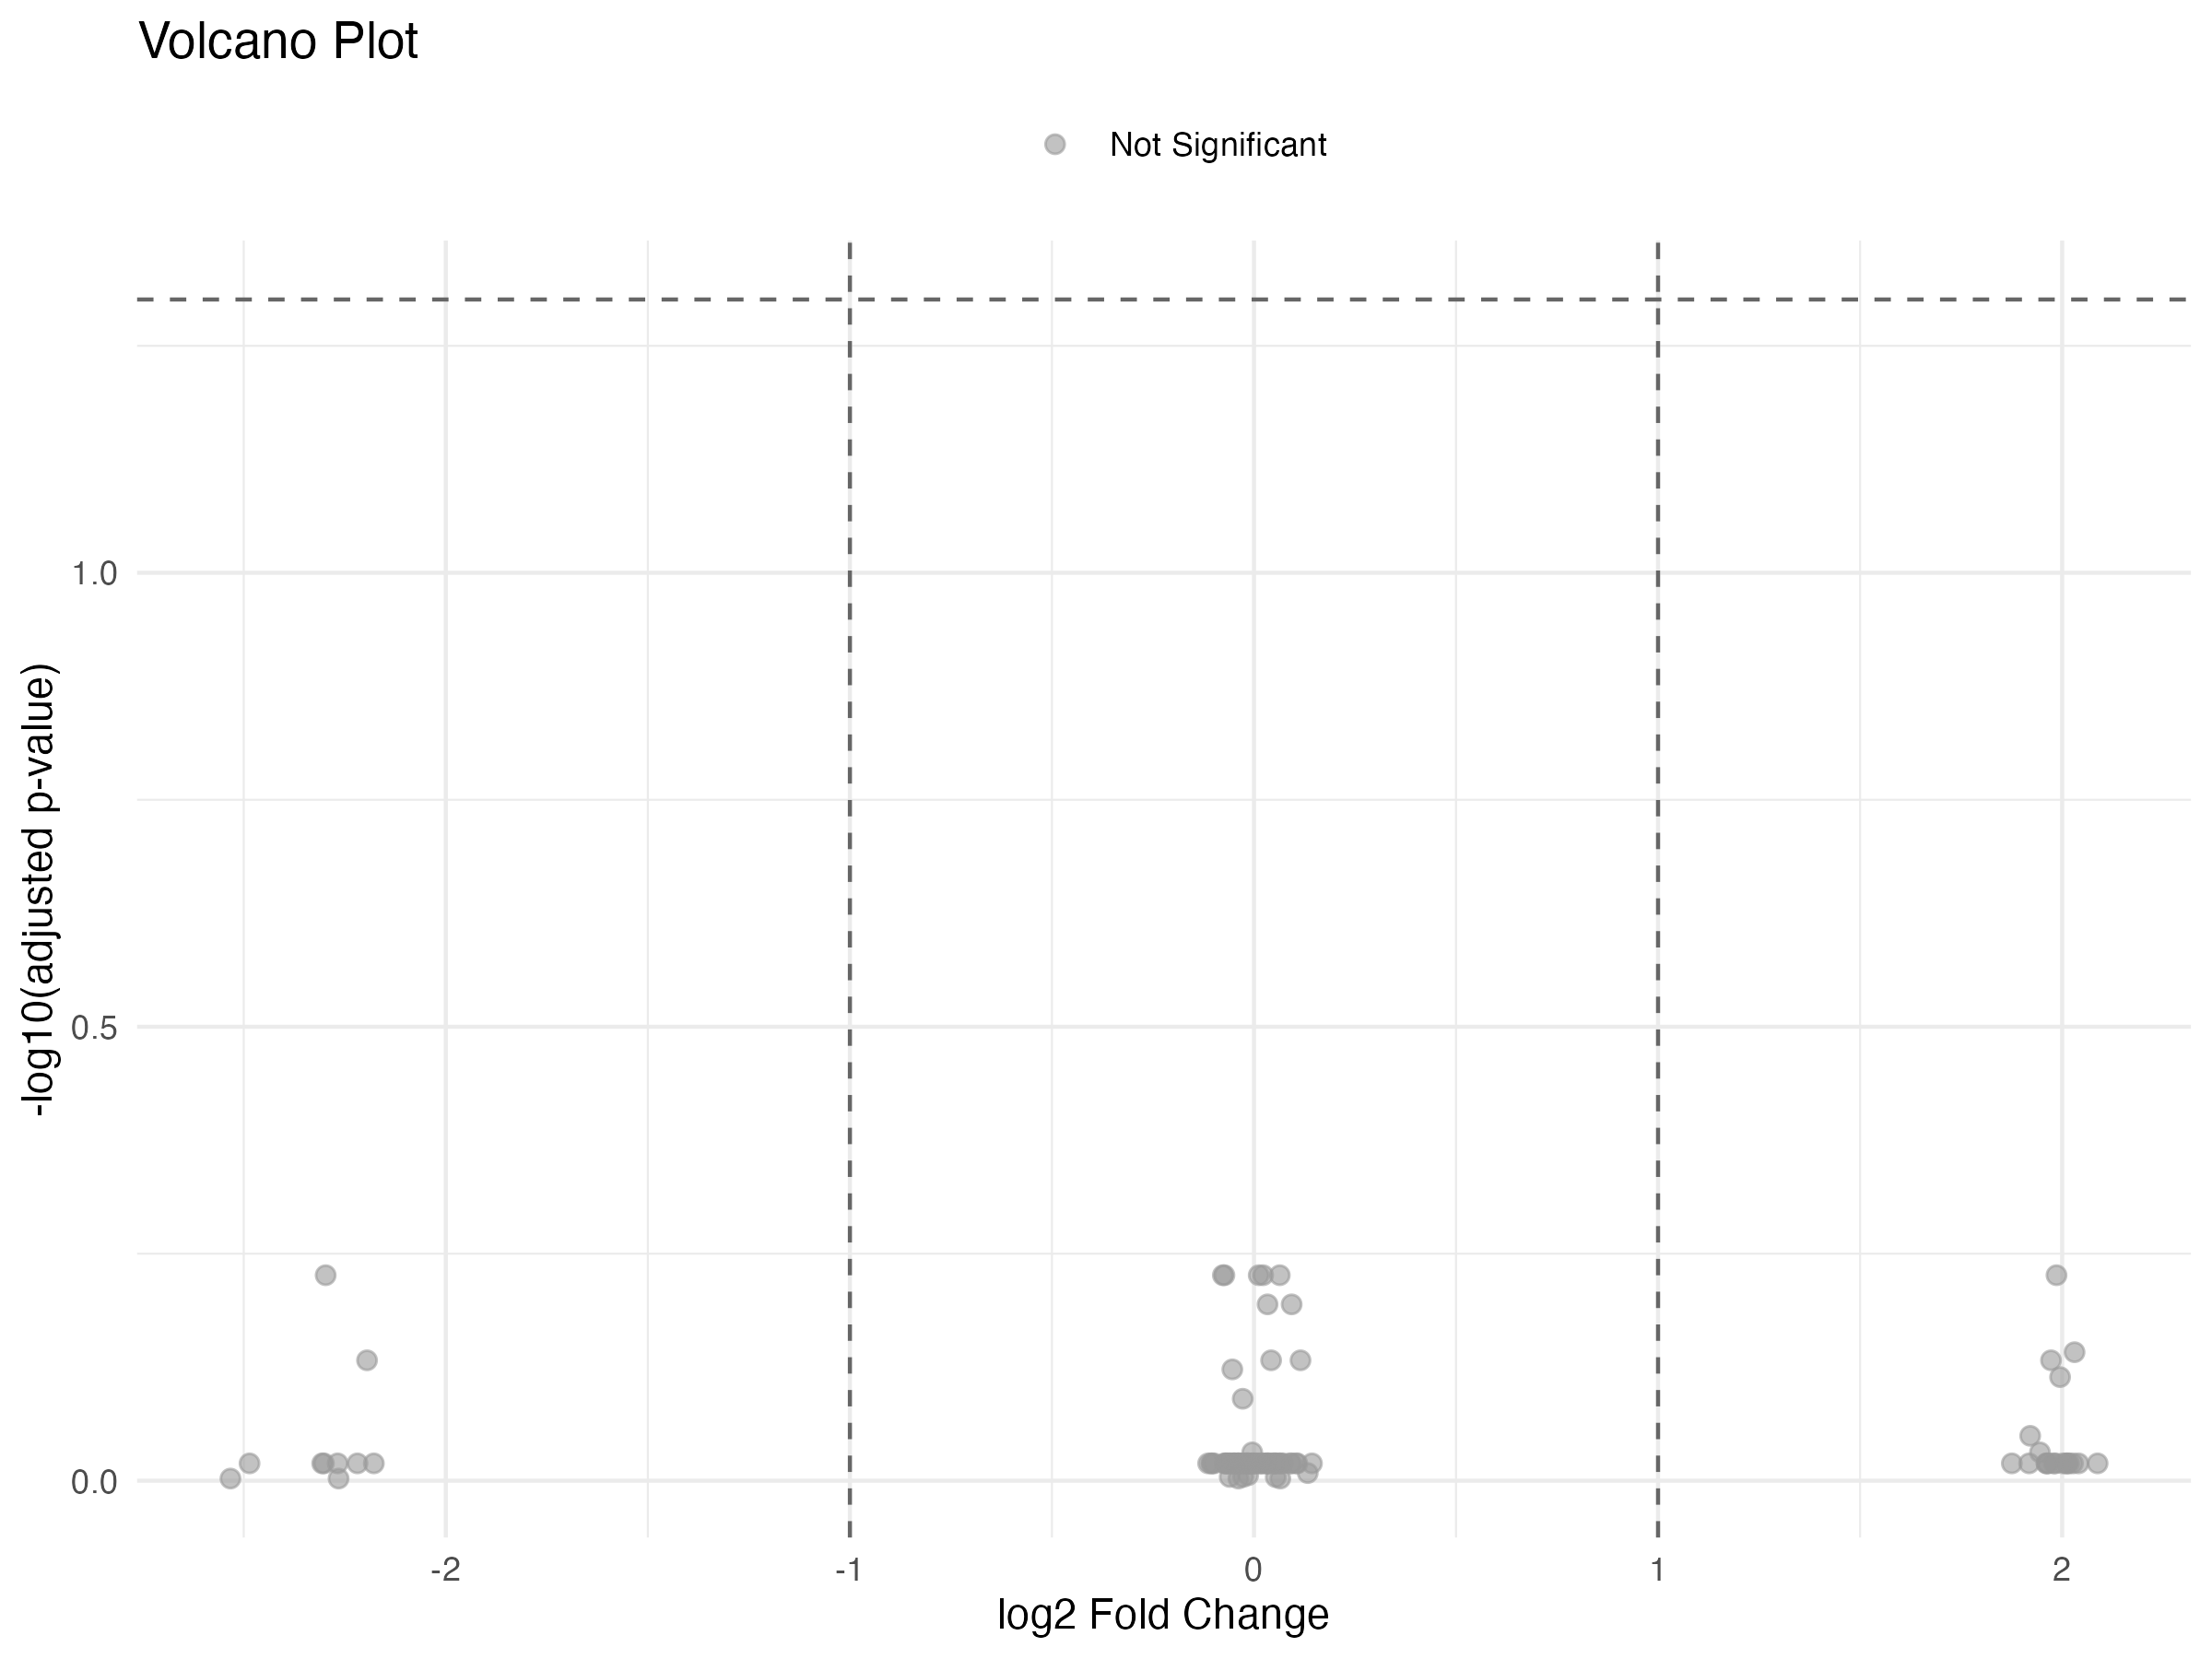 Volcano Plot
Not Significant
-log10(adjusted p-value)
1.0
0.5
0.0
-2
-1
0
1
2
log2 Fold Change